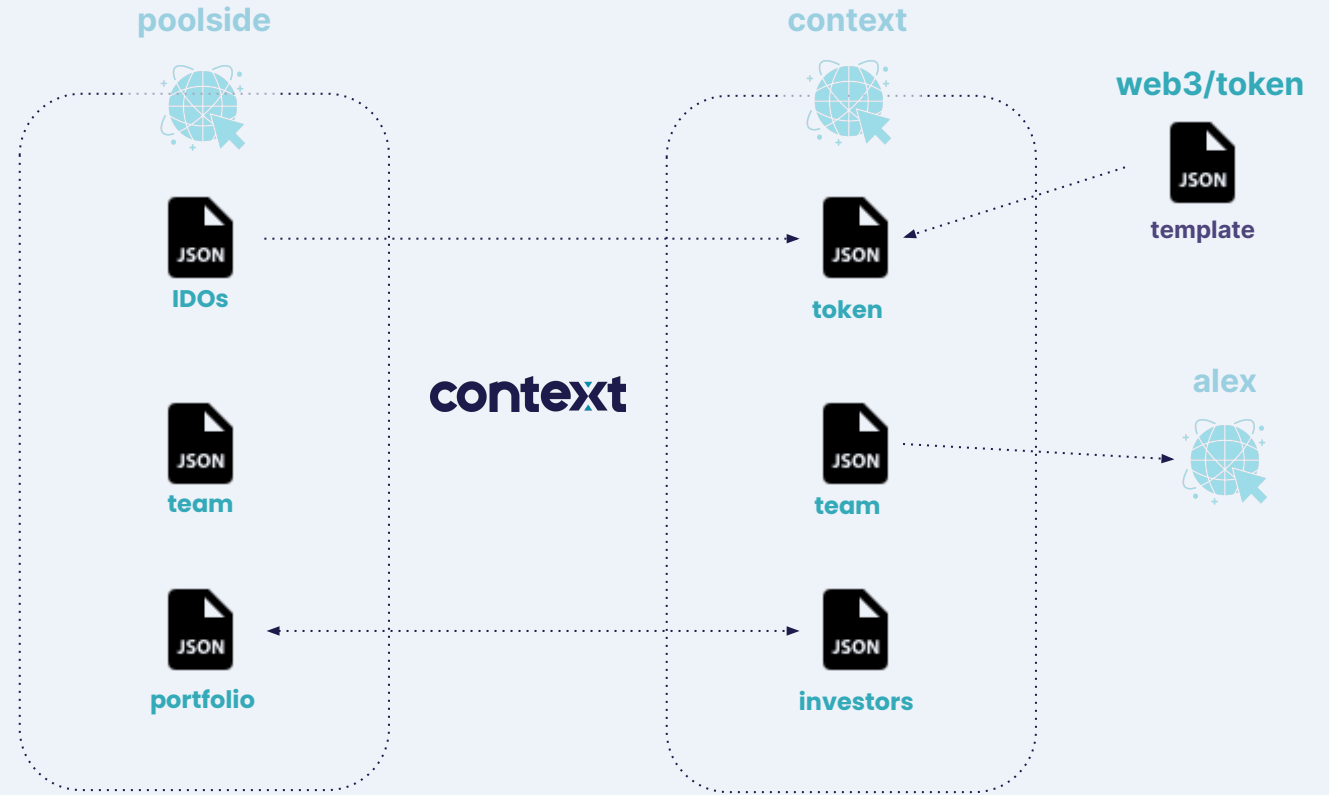 poolside
context
web3/token
JSON
template
JSON
IDOs
JSON
token
context
alex
JSON
team
JSON
team
JSON
portfolio
JSON
investors